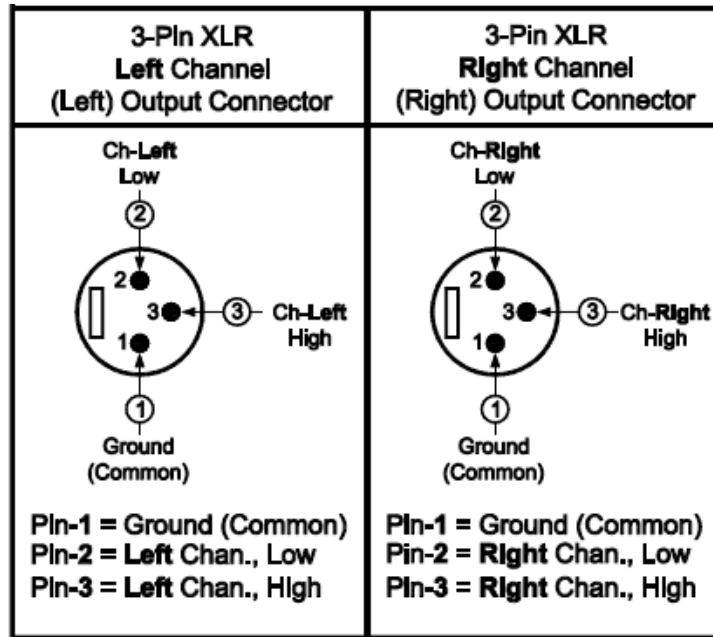 3-Pin XLR
Left Channel
(Left) Output Connector
3-Pin XLR
Right Channel
(Right) Output Connector
Ch-Left
Low
2
2
3
3
Ch-Left
High
1
1
Ground
(Common)
Pin-1 = Ground (Common)
Pin-2 = Left Chan., Low
Pin-3 = Left Chan., High
Ch-Right
Low
2
2
3
3
Ch-Right
High
1
1
Ground
(Common)
Pin-1 = Ground (Common)
Pin-2 = Right Chan., Low
Pin-3 = Right Chan., High